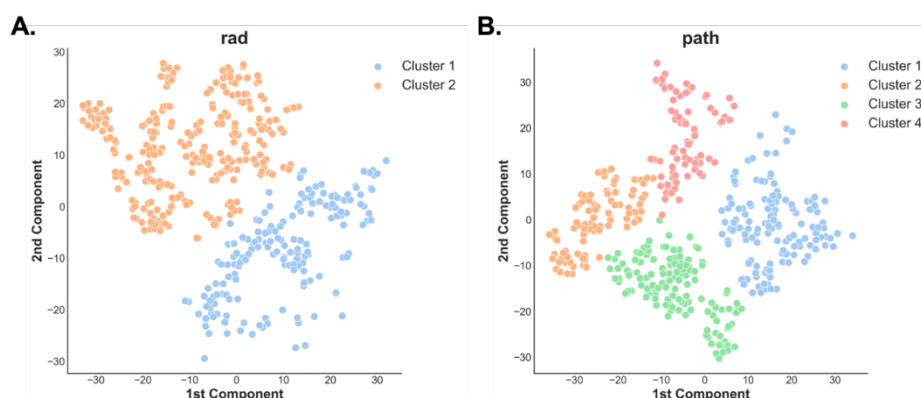 A.
rad
Cluster 1
Cluster 2
30
20
10
0
−10
−20
−30
2nd Component
−30 −20 −10 0 10 20 30
1st Component
B.
path
Cluster 1
Cluster 2
Cluster 3
Cluster 4
30
20
10
0
−10
−20
−30
2nd Component
−30 −20 −10 0 10 20 30
1st Component